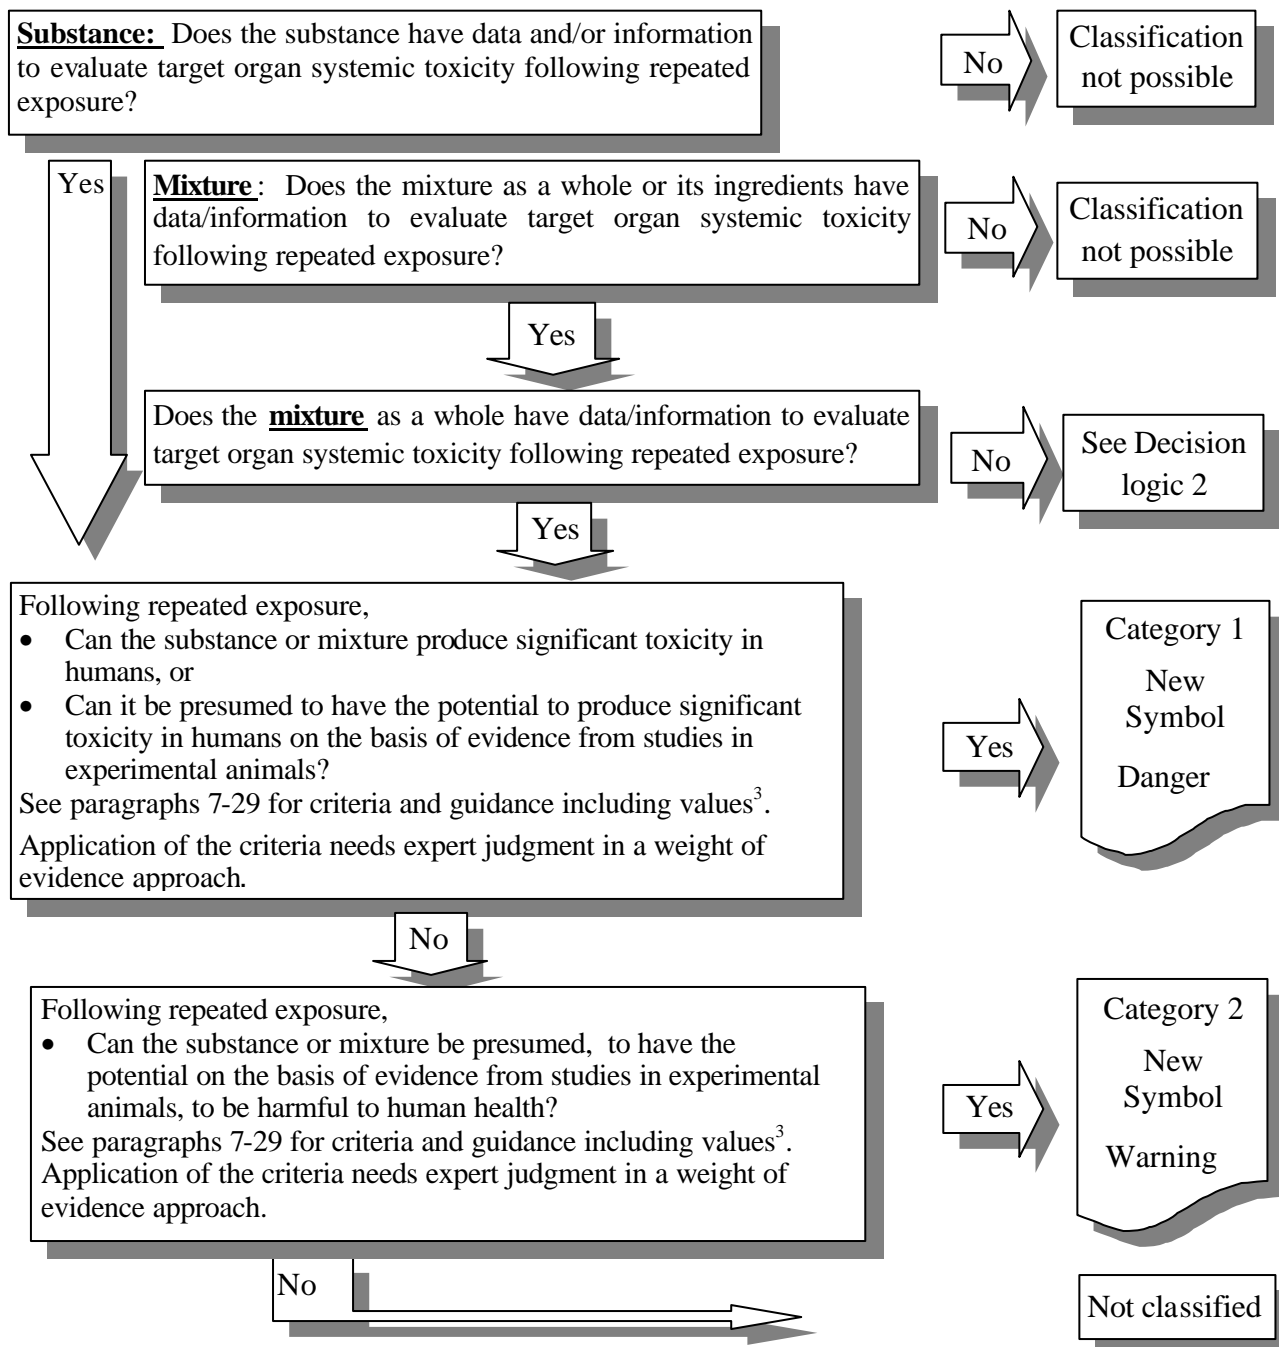 Substance: Does the substance have data and/or information
to evaluate target organ systemic toxicity following repeated
exposure?
No
Classification
not possible
Yes
Mixture: Does the mixture as a whole or its ingredients have
data/information to evaluate target organ systemic toxicity
following repeated exposure?
No
Classification
not possible
Yes
Does the mixture as a whole have data/information to evaluate
target organ systemic toxicity following repeated exposure?
No
See Decision
logic 2
Yes
Following repeated exposure,
• Can the substance or mixture produce significant toxicity in
humans, or
• Can it be presumed to have the potential to produce significant
toxicity in humans on the basis of evidence from studies in
experimental animals?
See paragraphs 7-29 for criteria and guidance including values³.
Application of the criteria needs expert judgment in a weight of
evidence approach.
Yes
Category 1
New
Symbol
Danger
No
Following repeated exposure,
• Can the substance or mixture be presumed, to have the
potential on the basis of evidence from studies in experimental
animals, to be harmful to human health?
See paragraphs 7-29 for criteria and guidance including values³.
Application of the criteria needs expert judgment in a weight of
evidence approach.
Yes
Category 2
New
Symbol
Warning
No
Not classified